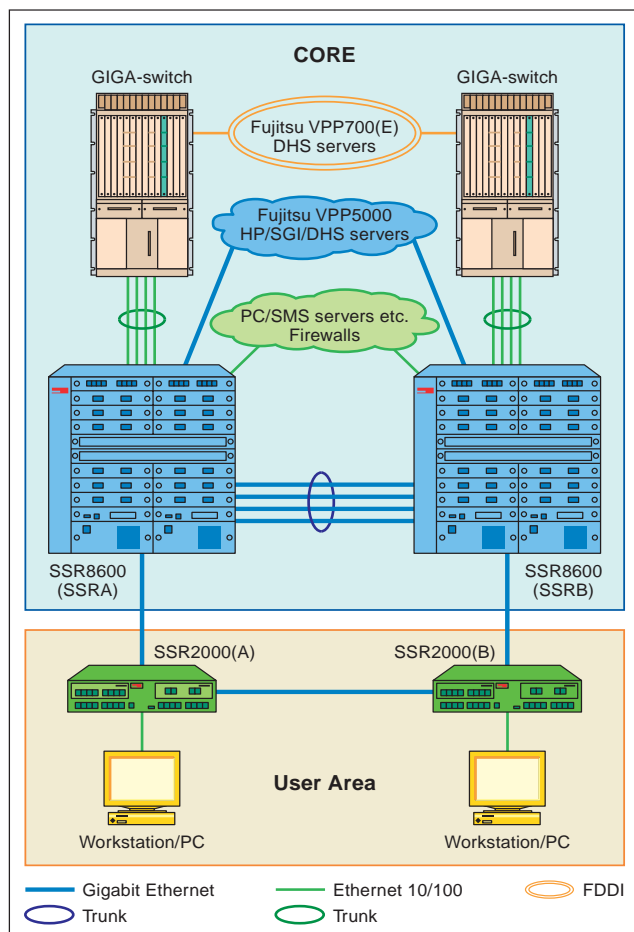 CORE
GIGA-switch
GIGA-switch
Fujitsu VPP700(E)
DHS servers
Fujitsu VPP5000
HP/SGI/DHS servers
PC/SMS servers etc.
Firewalls
SSR8600
(SSRA)
SSR8600
(SSRB)
SSR2000(A)
SSR2000(B)
User Area
Workstation/PC
Workstation/PC
Gigabit Ethernet
Ethernet 10/100
FDDI
Trunk
Trunk